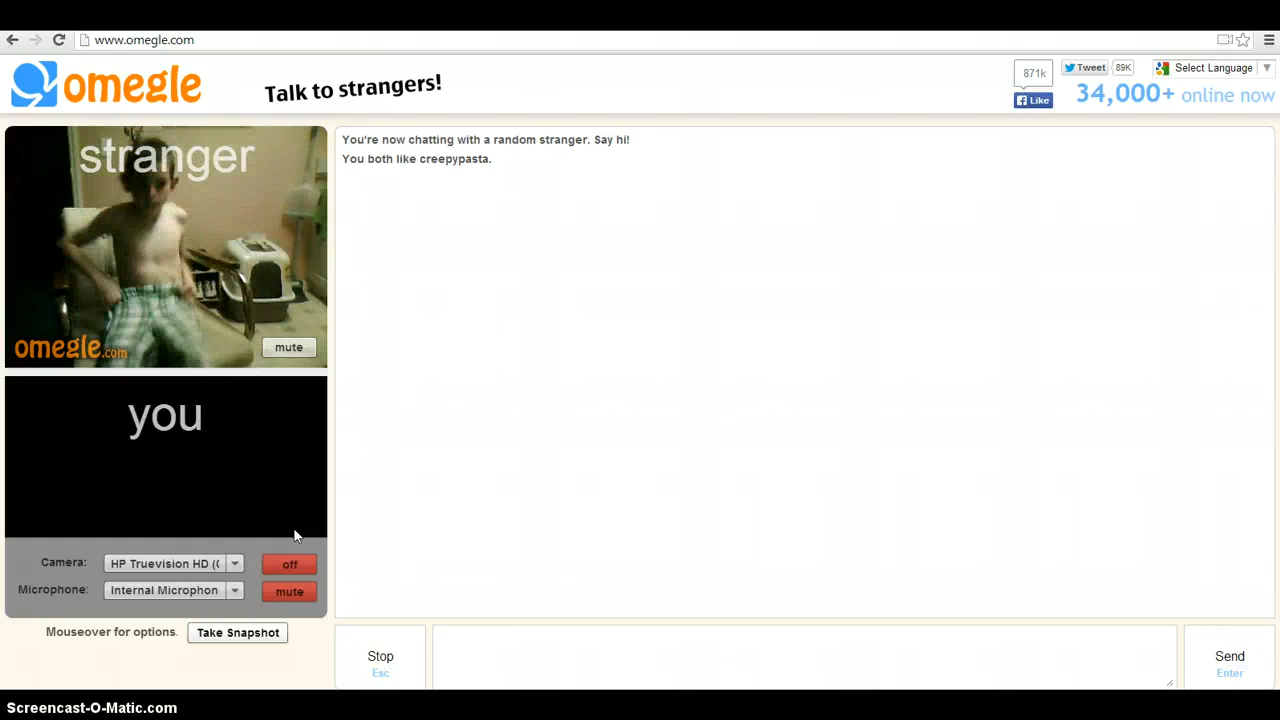 www.omegle.com
omegle
Talk to strangers!
871k
Like
Tweet
89K
Select Language
34,000+ online now
stranger
omegle.com
mute
You're now chatting with a random stranger. Say hi!
You both like creepypasta.
you
Camera:
HP Truevision HD (
off
Microphone:
Internal Microphon
mute
Mouseover for options.
Take Snapshot
Stop
Esc
Send
Enter
Screencast-O-Matic.com